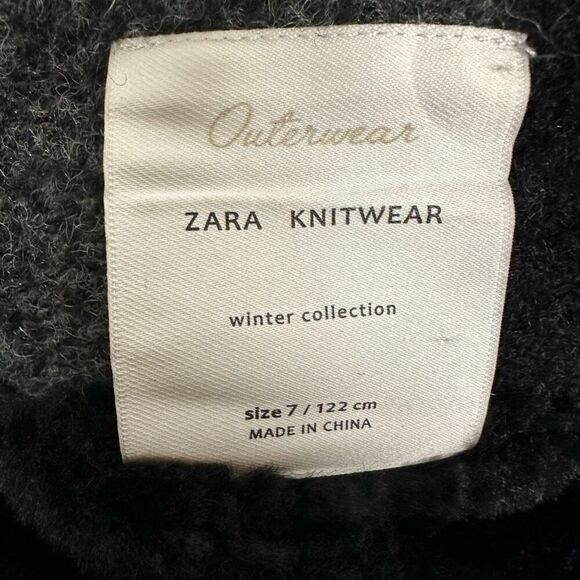 Outerwear
ZARA KNITWEAR
winter collection
size 7 / 122 cm
MADE IN CHINA